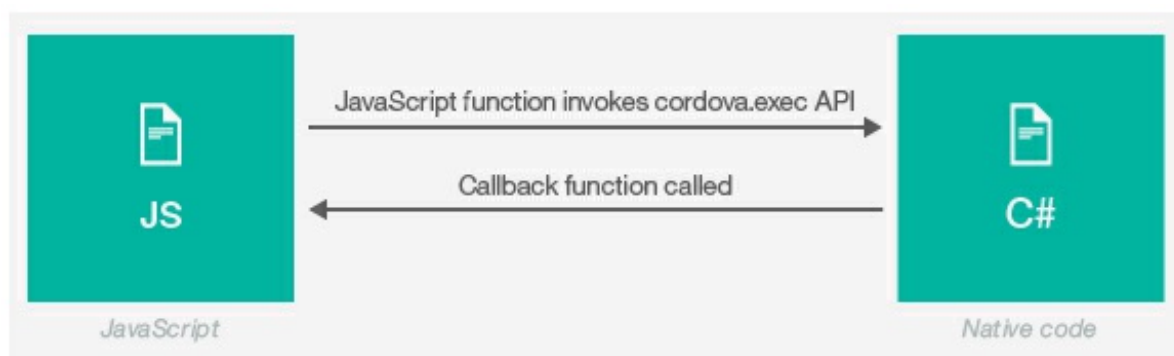 JavaScript function invokes cordova.exec API
Callback function called
JS
C#
JavaScript
Native code